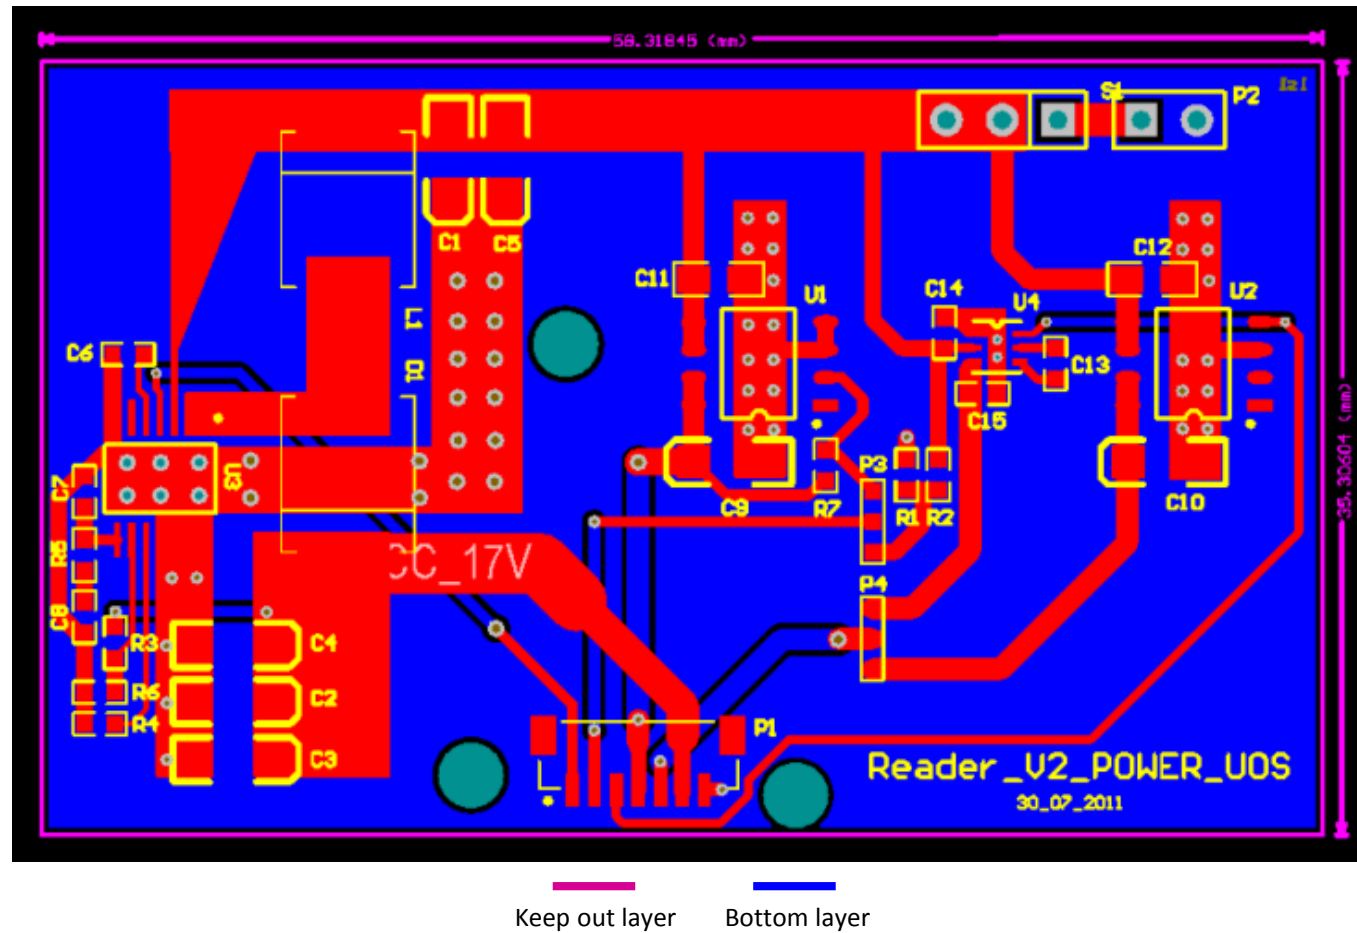 58.31845 (mm)
S1
P2
C1
C5
C11
U1
C12
C14
U4
U2
L1
D1
C6
C13
C15
35.30604 (mm)
U3
C7
P3
C9
R7
R1
R2
C10
R5
CC_17V
P4
C8
R3
C4
R6
C2
R4
P1
C3
Reader_V2_POWER_UOS
30_07_2011
Keep out layer
Bottom layer